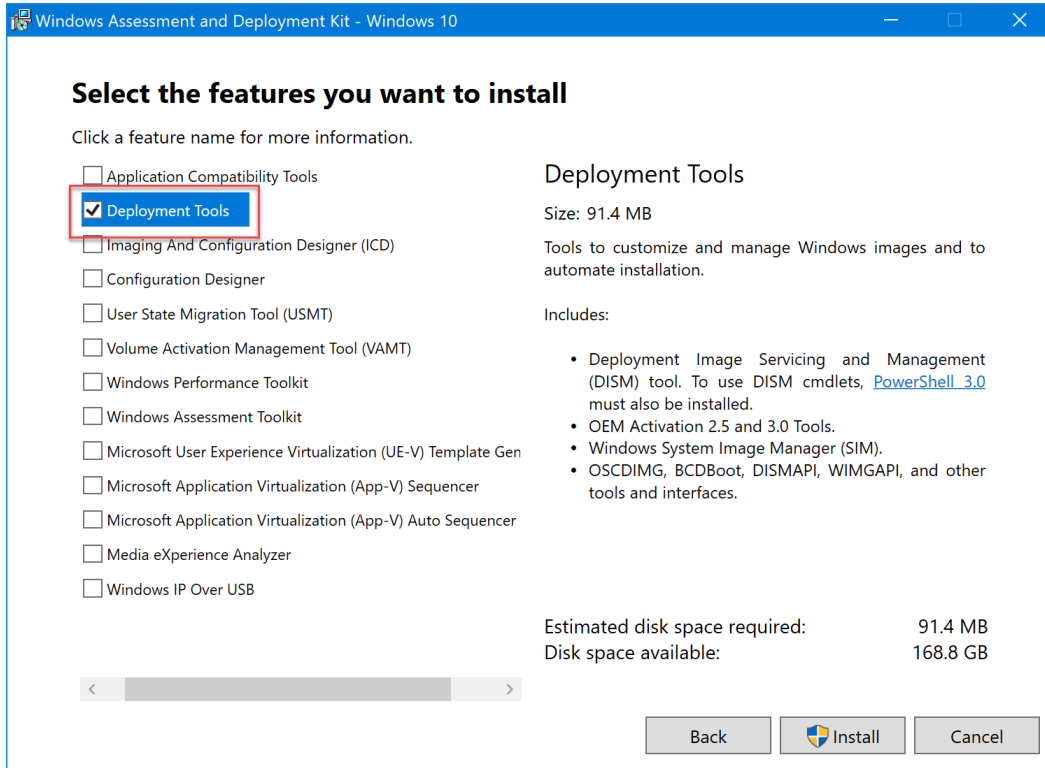 Windows Assessment and Deployment Kit - Windows 10
Select the features you want to install
Click a feature name for more information.
Application Compatibility Tools
Deployment Tools
Imaging And Configuration Designer (ICD)
Configuration Designer
User State Migration Tool (USMT)
Volume Activation Management Tool (VAMT)
Windows Performance Toolkit
Windows Assessment Toolkit
Microsoft User Experience Virtualization (UE-V) Template Gen
Microsoft Application Virtualization (App-V) Sequencer
Microsoft Application Virtualization (App-V) Auto Sequencer
Media eXperience Analyzer
Windows IP Over USB
Deployment Tools
Size: 91.4 MB
Tools to customize and manage Windows images and to
automate installation.
Includes:
• Deployment Image Servicing and Management
(DISM) tool. To use DISM cmdlets, PowerShell 3.0
must also be installed.
• OEM Activation 2.5 and 3.0 Tools.
• Windows System Image Manager (SIM).
• OSCDIMG, BCDBoot, DISMAPI, WIMGAPI, and other
tools and interfaces.
Estimated disk space required: 91.4 MB
Disk space available: 168.8 GB
Back Install Cancel